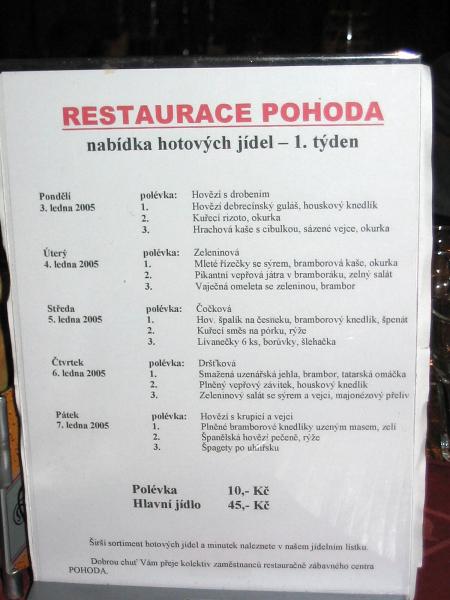 RESTAURACE POHODA
nabídka hotových jídel – 1. týden
Pondělí polévka: Hovězí s drobením
3. ledna 2005 1. Hovězí debrecínský guláš, houskový knedlík
2. Kuřecí rizoto, okurka
3. Hrachová kaše s cibulkou, sázené vejce, okurka
Úterý polévka: Zeleninová
4. ledna 2005 1. Mleté řízečky se sýrem, bramborová kaše, okurka
2. Pikantní vepřová játra v bramboráku, zelný salát
3. Vaječná omeleta se zeleninou, brambor
Středa polévka: Čočková
5. ledna 2005 1. Hov. špalík na česneku, bramborový knedlík, špenát
2. Kuřecí směs na pórku, rýže
3. Lívanečky 6 ks, borůvky, šlehačka
Čtvrtek polévka: Dršťková
6. ledna 2005 1. Smažená uzenářská jehla, brambor, tatarská omáčka
2. Plněný vepřový závitek, houskový knedlík
3. Zeleninový salát se sýrem a vejci, majonézový přeliv
Pátek polévka: Hovězí s krupicí a vejci
7. ledna 2005 1. Plněné bramborové knedlíky uzeným masem, zelí
2. Španělská hovězí pečeně, rýže
3. Špagety po uhlířsku
Polévka 10,- Kč
Hlavní jídlo 45,- Kč
Širší sortiment hotových jídel a minutek naleznete v našem jídelním lístku.
Dobrou chuť Vám přeje kolektiv zaměstnanců restauračně zábavného centra
POHODA.